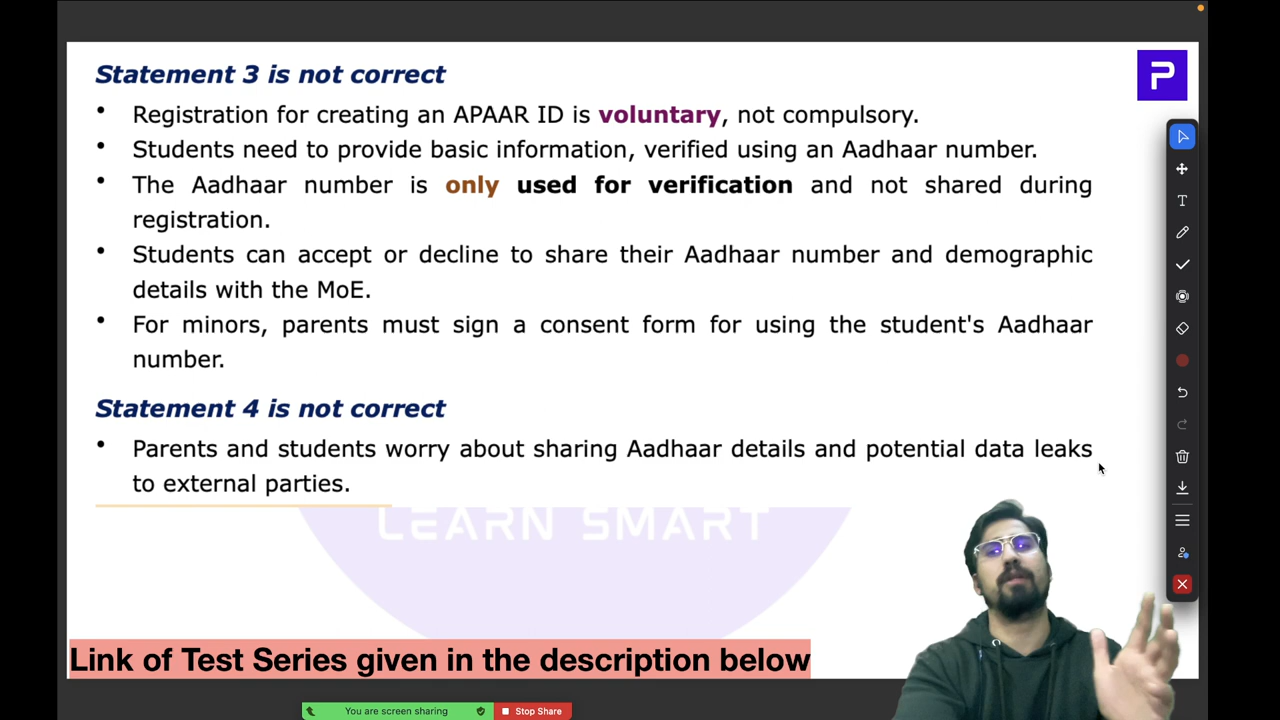 Statement 3 is not correct
P
• Registration for creating an APAAR ID is voluntary, not compulsory.
• Students need to provide basic information, verified using an Aadhaar number.
• The Aadhaar number is only used for verification and not shared during
registration.
• Students can accept or decline to share their Aadhaar number and demographic
details with the MoE.
• For minors, parents must sign a consent form for using the student's Aadhaar
number.
Statement 4 is not correct
• Parents and students worry about sharing Aadhaar details and potential data leaks
to external parties.
LEARN SMART
Link of Test Series given in the description below
You are screen sharing
Stop Share
T